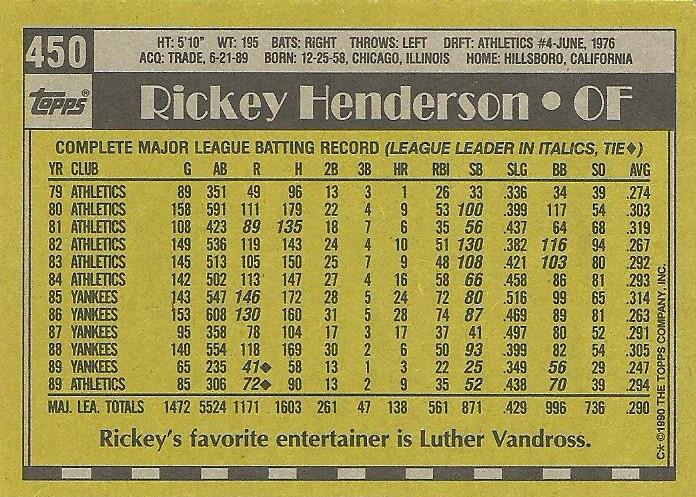 450
HT: 5'10" WT: 195 BATS: RIGHT THROWS: LEFT DRFT: ATHLETICS #4-JUNE, 1976
ACQ: TRADE, 6-21-89 BORN: 12-25-58, CHICAGO, ILLINOIS HOME: HILLSBORO, CALIFORNIA
Topps® Rickey Henderson • OF
COMPLETE MAJOR LEAGUE BATTING RECORD (LEAGUE LEADER IN ITALICS, TIE♦)
YR CLUB G AB R H 2B 3B HR RBI SB SLG BB SO AVG
79 ATHLETICS 89 351 49 96 13 3 1 26 33 .336 34 39 .274
80 ATHLETICS 158 591 111 179 22 4 9 53 100 .399 117 54 .303
81 ATHLETICS 108 423 89 135 18 7 6 35 56 .437 64 68 .319
82 ATHLETICS 149 536 119 143 24 4 10 51 130 .382 116 94 .267
83 ATHLETICS 145 513 105 150 25 7 9 48 108 .421 103 80 .292
84 ATHLETICS 142 502 113 147 27 4 16 58 66 .458 86 81 .293
85 YANKEES 143 547 146 172 28 5 24 72 80 .516 99 65 .314
86 YANKEES 153 608 130 160 31 5 28 74 87 .469 89 81 .263
87 YANKEES 95 358 78 104 17 3 17 37 41 .497 80 52 .291
88 YANKEES 140 554 118 169 30 2 6 50 93 .399 82 54 .305
89 YANKEES 65 235 41♦ 58 13 1 3 22 25 .349 56 29 .247
89 ATHLETICS 85 306 72♦ 90 13 2 9 35 52 .438 70 39 .294
MAJ. LEA. TOTALS 1472 5524 1171 1603 261 47 138 561 871 .429 996 736 .290
Rickey's favorite entertainer is Luther Vandross.
C* ©1990 THE TOPPS COMPANY, INC.